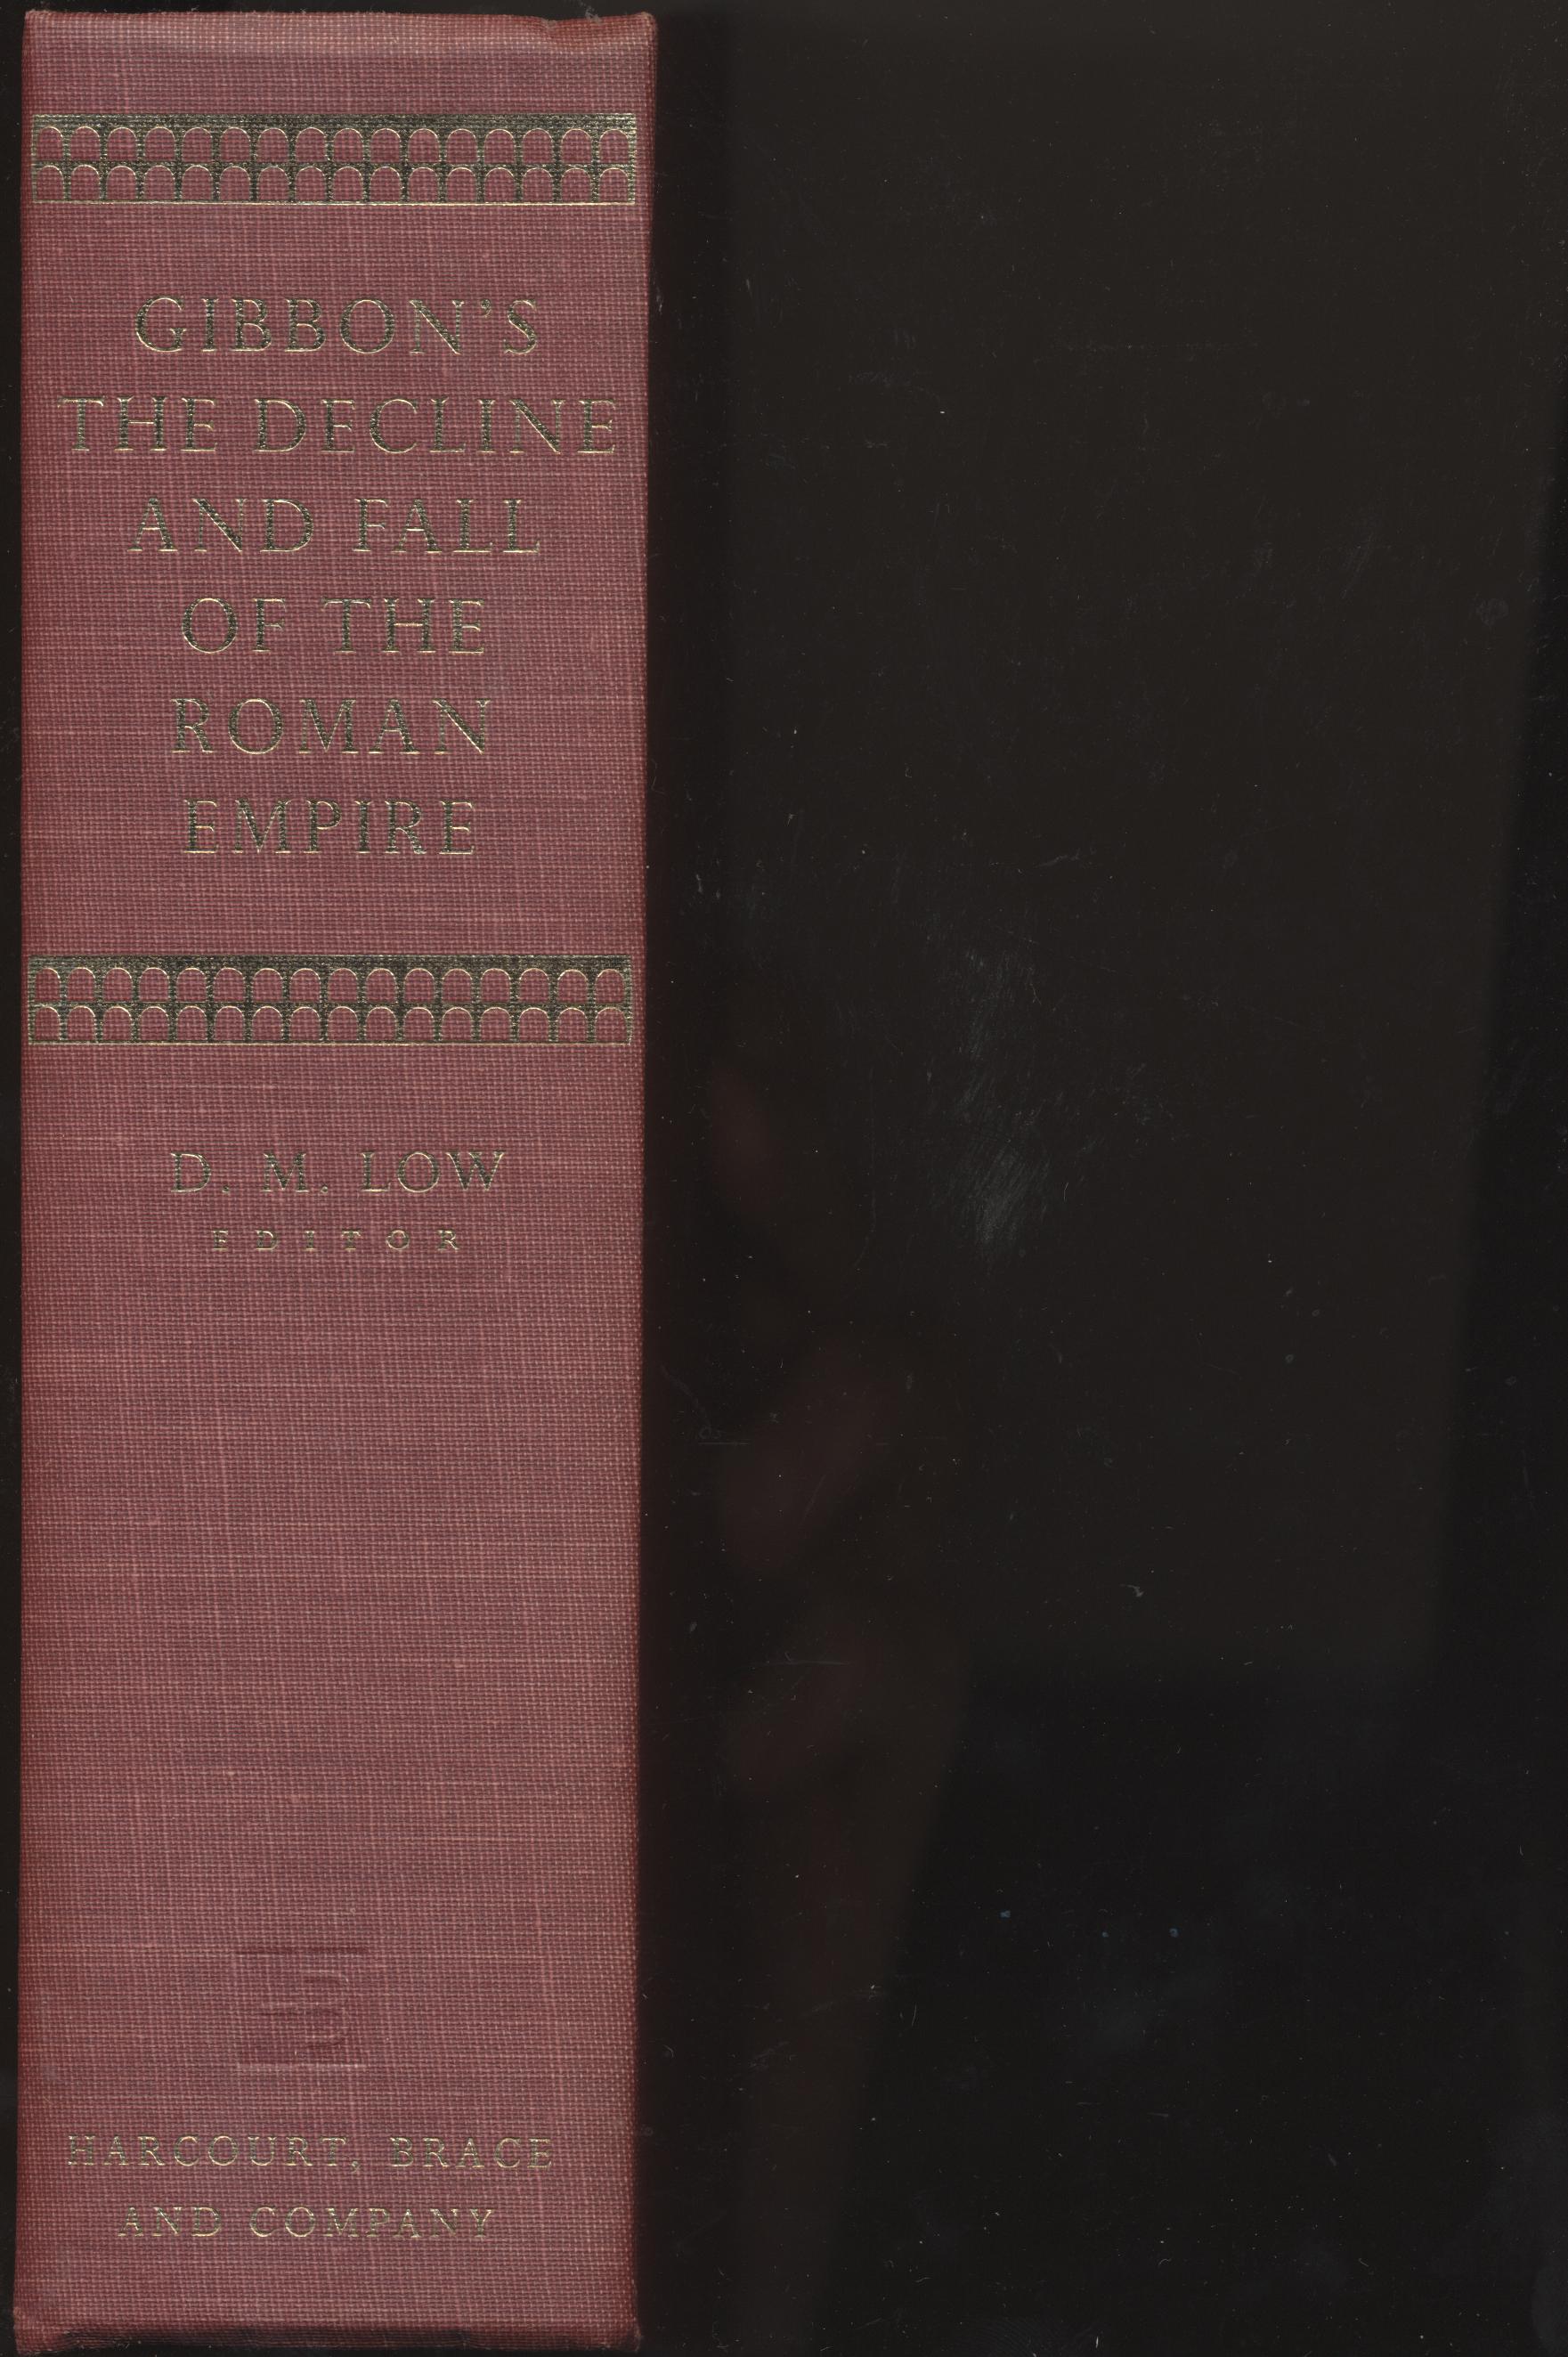 GIBBON'S
THE DECLINE
AND FALL
OF THE
ROMAN
EMPIRE
D. M. LOW
EDITOR
HARCOURT, BRACE
AND COMPANY